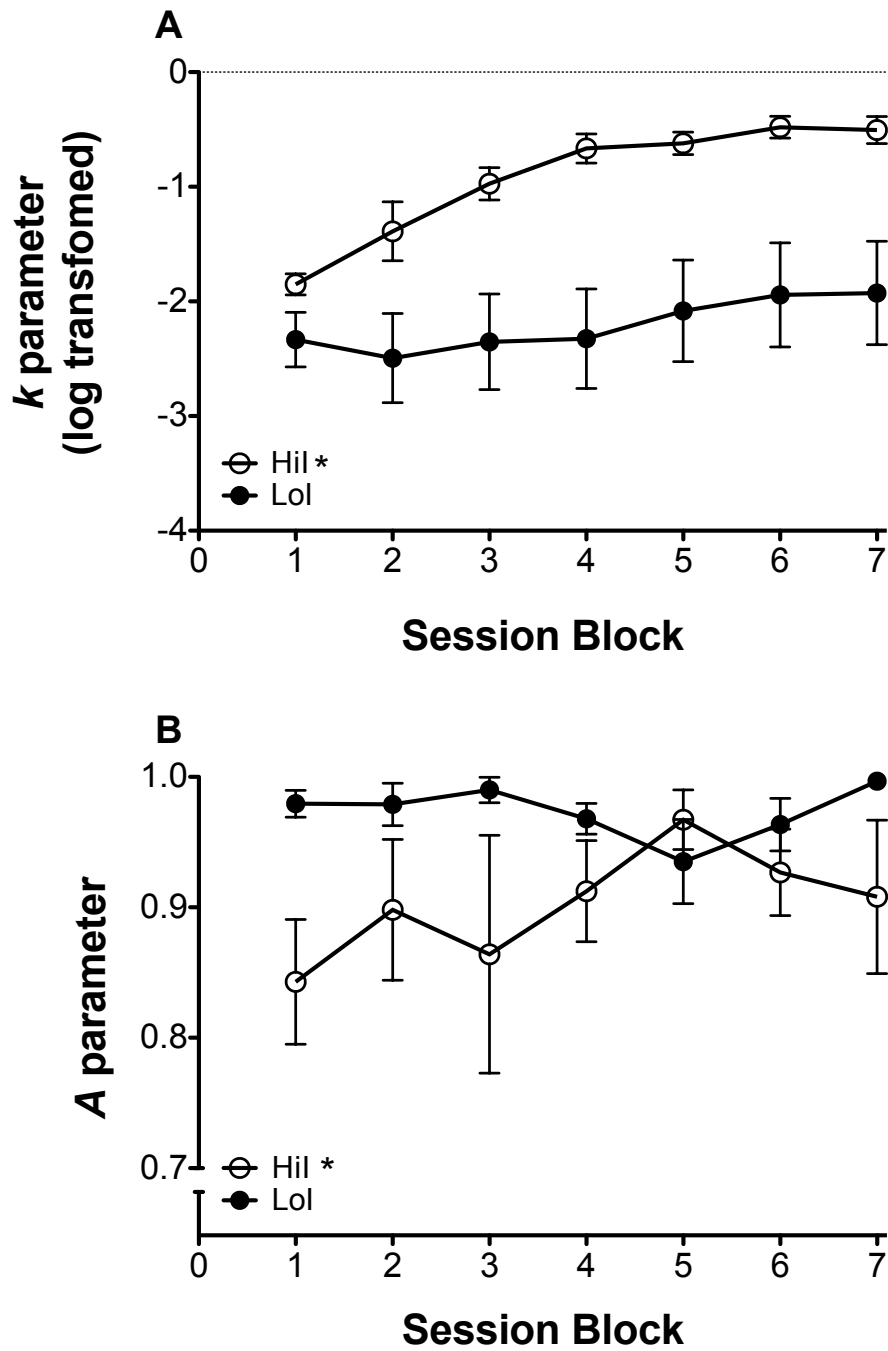 A
0
-1
-2
-3
-4
k parameter
(log transfomed)
HiI *
LoI
0 1 2 3 4 5 6 7
Session Block
B
1.0
0.9
0.8
0.7
A parameter
HiI *
LoI
0 1 2 3 4 5 6 7
Session Block